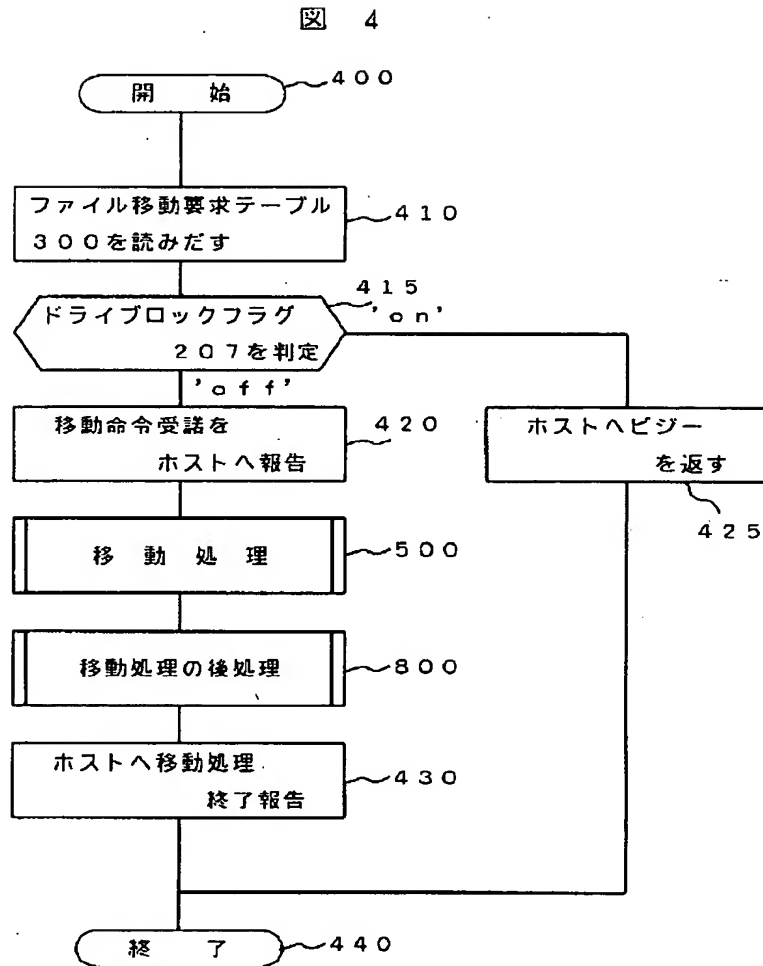 図 4
開 始
400
ファイル移動要求テーブル
300を読みだす
410
415
ドライブロックフラグ
207を判定
'on'
'off'
移動命令受諾を
ホストへ報告
420
ホストへビジー
を返す
425
移 動 処 理
500
移動処理の後処理
800
ホストへ移動処理
終了報告
430
終 了
440